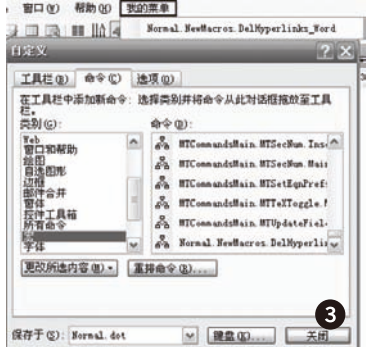 窗口(W) 帮助(H) 我的菜单
Normal.NewMacros.DelHyperlinks_Word
自定义
工具栏(B) 命令(C) 选项(O)
在工具栏中添加新命令: 选择类别并将命令从此对话框拖放至工具
栏。
类别(G): 命令(D):
Web
窗口和帮助
绘图
自选图形
边框
邮件合并
窗体
控件工具箱
所有命令
宏
字体
MTCommandsMain.MTSecNum.Ins
MTCommandsMain.MTSecNum.Main
MTCommandsMain.MTSetEqnPrefs
MTCommandsMain.MTTeXToggle.M
MTCommandsMain.MTUpdateFiel
Normal.NewMacros.DelHyperlin
更改所选内容(M) 重排命令(R)...
3
保存于(S): Normal.dot 键盘(K)... 关闭